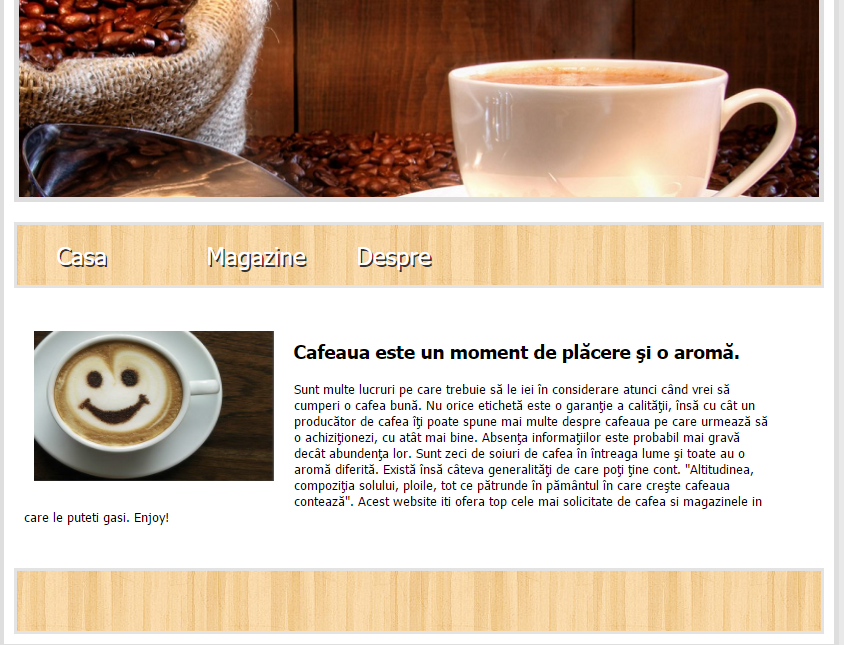 Casa Magazine Despre
Cafeaua este un moment de plăcere şi o aromă.
Sunt multe lucruri pe care trebuie să le iei în considerare atunci când vrei să
cumperi o cafea bună. Nu orice etichetă este o garanţie a calităţii, însă cu cât un
producător de cafea îţi poate spune mai multe despre cafeaua pe care urmează să
o achiziţionezi, cu atât mai bine. Absenţa informaţiilor este probabil mai gravă
decât abundenţa lor. Sunt zeci de soiuri de cafea în întreaga lume şi toate au o
aromă diferită. Există însă câteva generalităţi de care poţi ţine cont. "Altitudinea,
compoziţia solului, ploile, tot ce pătrunde în pământul în care creşte cafeaua
contează". Acest website iti ofera top cele mai solicitate de cafea si magazinele in
care le puteti gasi. Enjoy!